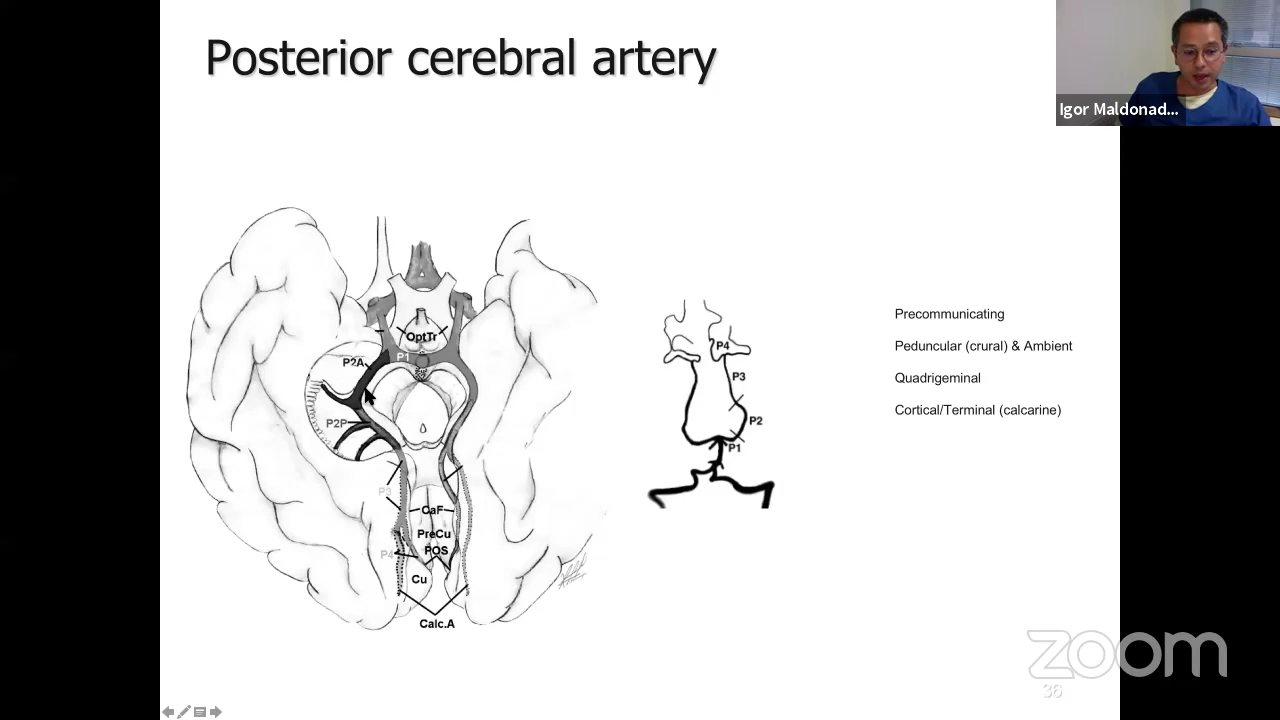 Posterior cerebral artery
Igor Maldonad...
OptTr
P1
P2A
P2P
P3
CaF
PreCu
POS
P4
Cu
Calc.A
P4
P3
P2
P1
Precommunicating
Peduncular (crural) & Ambient
Quadrigeminal
Cortical/Terminal (calcarine)
zoom
36